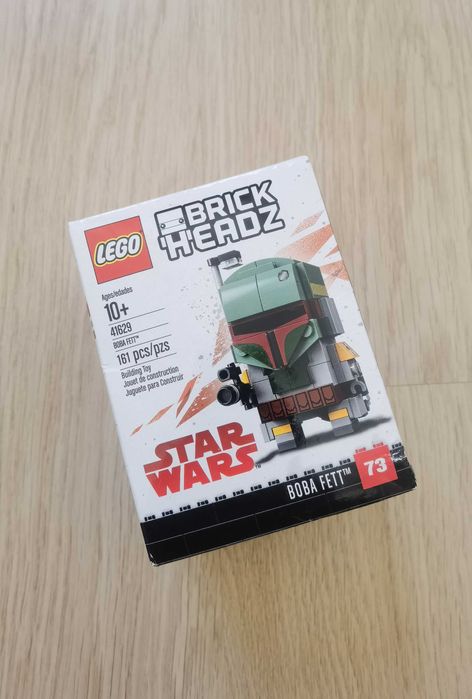 LEGO
BRICK
HEADZ
Ages/edades
10+
41629
BOBA FETT™
161 pcs/pzs
Building Toy
Jouet de construction
Juguete para Construir
STAR
WARS™
BOBA FETT™
73